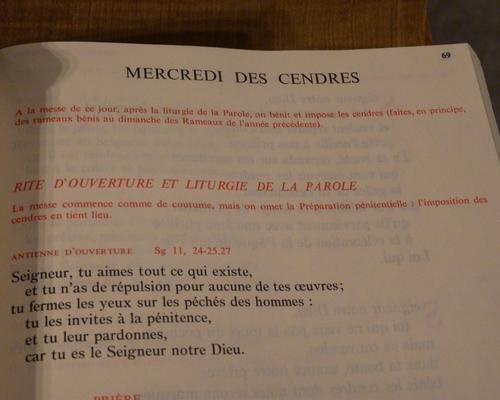 69
MERCREDI DES CENDRES
A la messe de ce jour, après la liturgie de la Parole, on bénit et impose les cendres (faites, en principe,
des rameaux bénis au dimanche des Rameaux de l'année précédente).
RITE D'OUVERTURE ET LITURGIE DE LA PAROLE
La messe commence comme de coutume, mais on omet la Préparation pénitentielle : l'imposition des
cendres en tient lieu.
ANTIENNE D'OUVERTURE Sg 11, 24-25.27
Seigneur, tu aimes tout ce qui existe,
et tu n'as de répulsion pour aucune de tes œuvres;
tu fermes les yeux sur les péchés des hommes :
tu les invites à la pénitence,
et tu leur pardonnes,
car tu es le Seigneur notre Dieu.
PRIÈRE